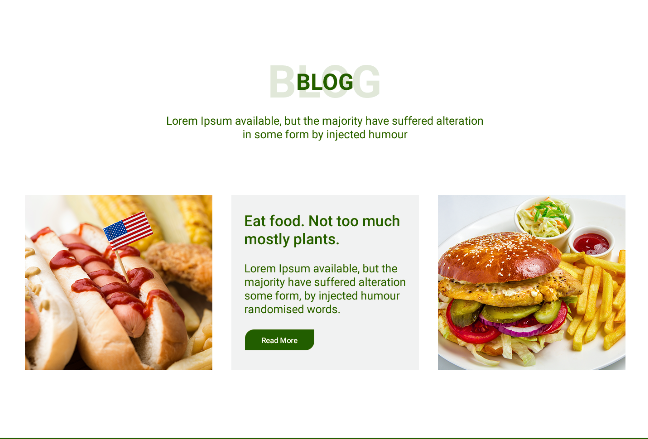 BLOG
BLOG
Lorem Ipsum available, but the majority have suffered alteration
in some form by injected humour
Eat food. Not too much
mostly plants.
Lorem Ipsum available, but the
majority have suffered alteration
some form, by injected humour
randomised words.
Read More